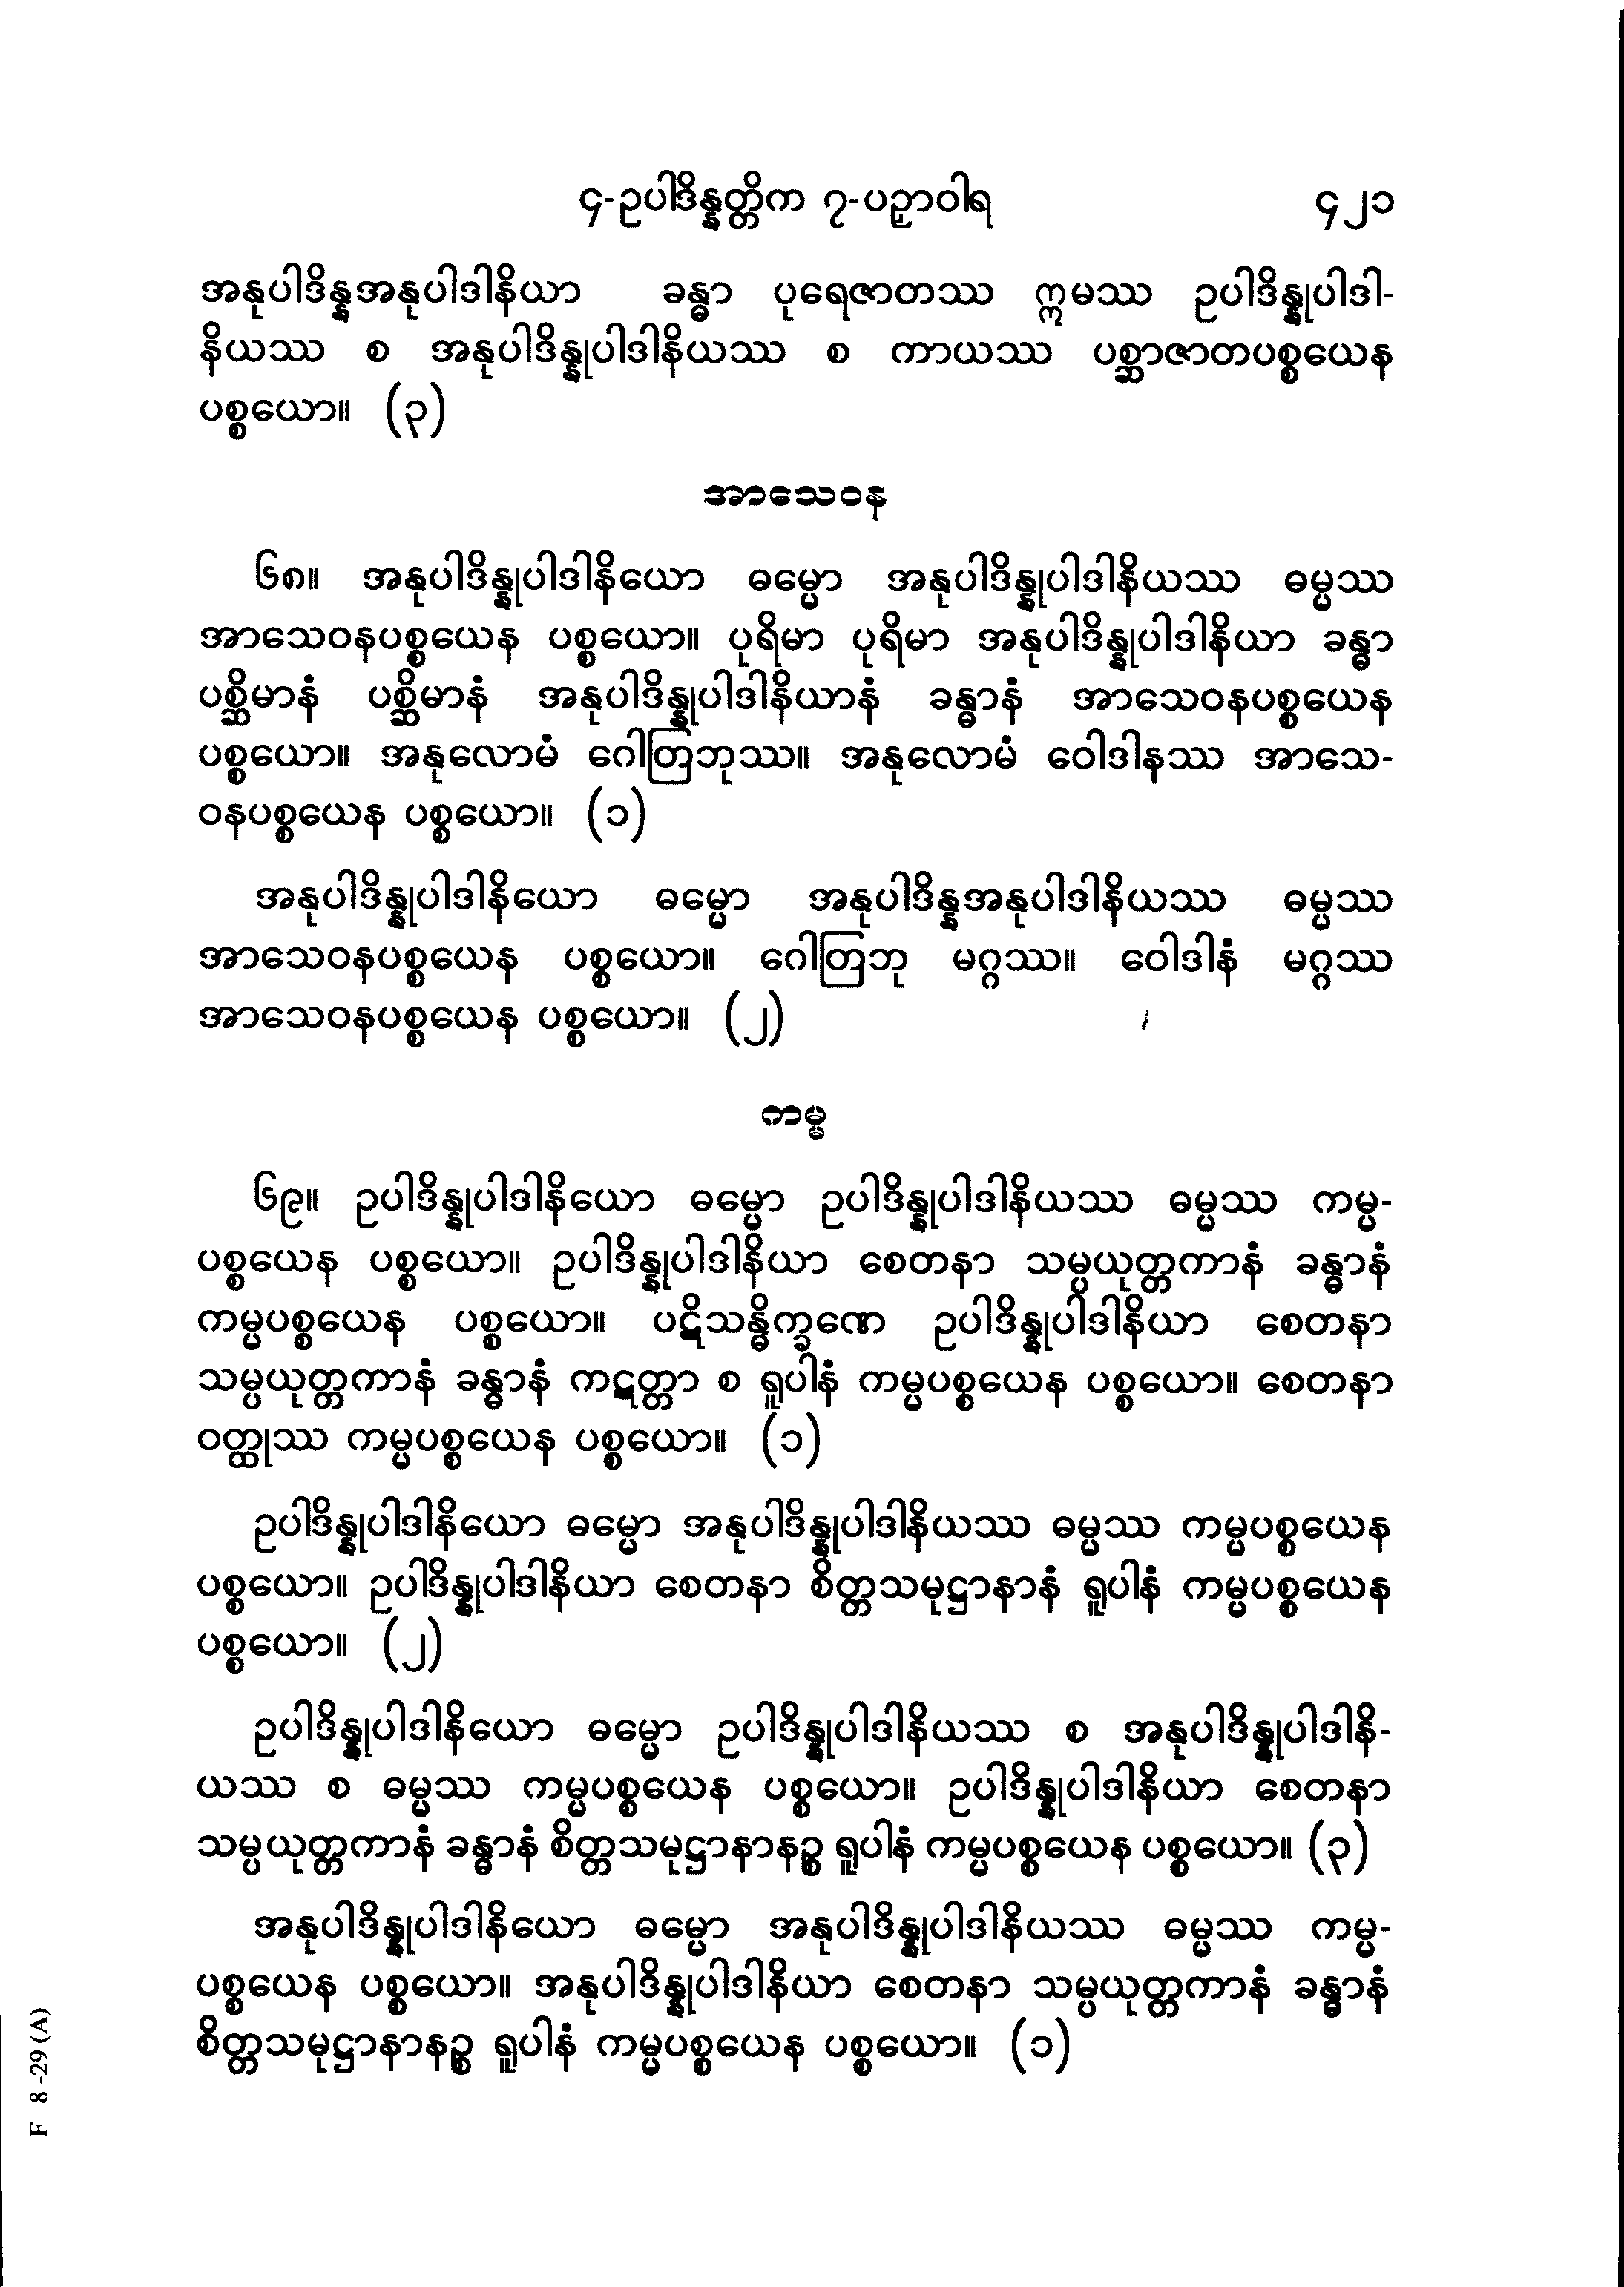 ၄-ဥပါဒိန္နတ္တိက ၇-ပဉှာဝါရ ၄၂၁
အနုပါဒိန္နအနုပါဒါနိယာ ခန္ဓာ ပုရေဇာတဿ ဣမဿ ဥပါဒိန္နုပါဒါ-
နိယဿ စ အနုပါဒိန္နုပါဒါနိယဿ စ ကာယဿ ပစ္ဆာဇာတပစ္စယေန
ပစ္စယော။ (၃)
အာသေဝန
၆၈။ အနုပါဒိန္နုပါဒါနိယော ဓမ္မော အနုပါဒိန္နုပါဒါနိယဿ ဓမ္မဿ
အာသေဝနပစ္စယေန ပစ္စယော။ ပုရိမာ ပုရိမာ အနုပါဒိန္နုပါဒါနိယာ ခန္ဓာ
ပစ္ဆိမာနံ ပစ္ဆိမာနံ အနုပါဒိန္နုပါဒါနိယာနံ ခန္ဓာနံ အာသေဝနပစ္စယေန
ပစ္စယော။ အနုလောမံ ဂေါတြဘုဿ။ အနုလောမံ ဝေါဒါနဿ အာသေ-
ဝနပစ္စယေန ပစ္စယော။ (၁)
အနုပါဒိန္နုပါဒါနိယော ဓမ္မော အနုပါဒိန္နအနုပါဒါနိယဿ ဓမ္မဿ
အာသေဝနပစ္စယေန ပစ္စယော။ ဂေါတြဘု မဂ္ဂဿ။ ဝေါဒါနံ မဂ္ဂဿ
အာသေဝနပစ္စယေန ပစ္စယော။ (၂)
ကမ္မ
၆၉။ ဥပါဒိန္နုပါဒါနိယော ဓမ္မော ဥပါဒိန္နုပါဒါနိယဿ ဓမ္မဿ ကမ္မ-
ပစ္စယေန ပစ္စယော။ ဥပါဒိန္နုပါဒါနိယာ စေတနာ သမ္ပယုတ္တကာနံ ခန္ဓာနံ
ကမ္မပစ္စယေန ပစ္စယော။ ပဋိသန္ဓိက္ခဏေ ဥပါဒိန္နုပါဒါနိယာ စေတနာ
သမ္ပယုတ္တကာနံ ခန္ဓာနံ ကဋတ္တာ စ ရူပါနံ ကမ္မပစ္စယေန ပစ္စယော။ စေတနာ
ဝတ္ထုဿ ကမ္မပစ္စယေန ပစ္စယော။ (၁)
ဥပါဒိန္နုပါဒါနိယော ဓမ္မော အနုပါဒိန္နုပါဒါနိယဿ ဓမ္မဿ ကမ္မပစ္စယေန
ပစ္စယော။ ဥပါဒိန္နုပါဒါနိယာ စေတနာ စိတ္တသမုဋ္ဌာနာနံ ရူပါနံ ကမ္မပစ္စယေန
ပစ္စယော။ (၂)
ဥပါဒိန္နုပါဒါနိယော ဓမ္မော ဥပါဒိန္နုပါဒါနိယဿ စ အနုပါဒိန္နုပါဒါနိ-
ယဿ စ ဓမ္မဿ ကမ္မပစ္စယေန ပစ္စယော။ ဥပါဒိန္နုပါဒါနိယာ စေတနာ
သမ္ပယုတ္တကာနံ ခန္ဓာနံ စိတ္တသမုဋ္ဌာနာနဉ္စ ရူပါနံ ကမ္မပစ္စယေန ပစ္စယော။ (၃)
အနုပါဒိန္နုပါဒါနိယော ဓမ္မော အနုပါဒိန္နုပါဒါနိယဿ ဓမ္မဿ ကမ္မ-
ပစ္စယေန ပစ္စယော။ အနုပါဒိန္နုပါဒါနိယာ စေတနာ သမ္ပယုတ္တကာနံ ခန္ဓာနံ
စိတ္တသမုဋ္ဌာနာနဉ္စ ရူပါနံ ကမ္မပစ္စယေန ပစ္စယော။ (၁)
F 8-29 (A)